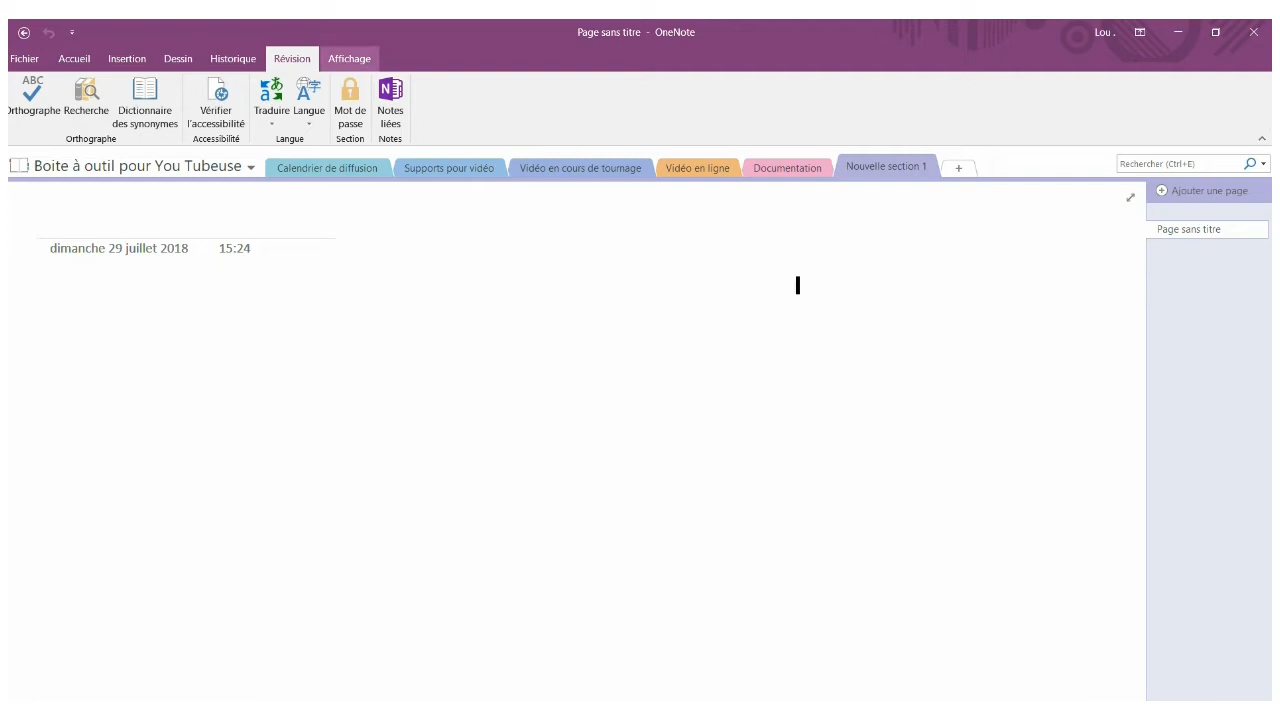 Page sans titre - OneNote
Lou .
Fichier Accueil Insertion Dessin Historique Révision Affichage
ABC
Orthographe Recherche Dictionnaire des synonymes
Vérifier l'accessibilité
Traduire Langue
Mot de passe
Notes liées
Orthographe Accessibilité Langue Section Notes
Boite à outil pour You Tubeuse
Calendrier de diffusion Supports pour vidéo Vidéo en cours de tournage Vidéo en ligne Documentation Nouvelle section 1 +
Rechercher (Ctrl+E)
Ajouter une page
Page sans titre
dimanche 29 juillet 2018 15:24